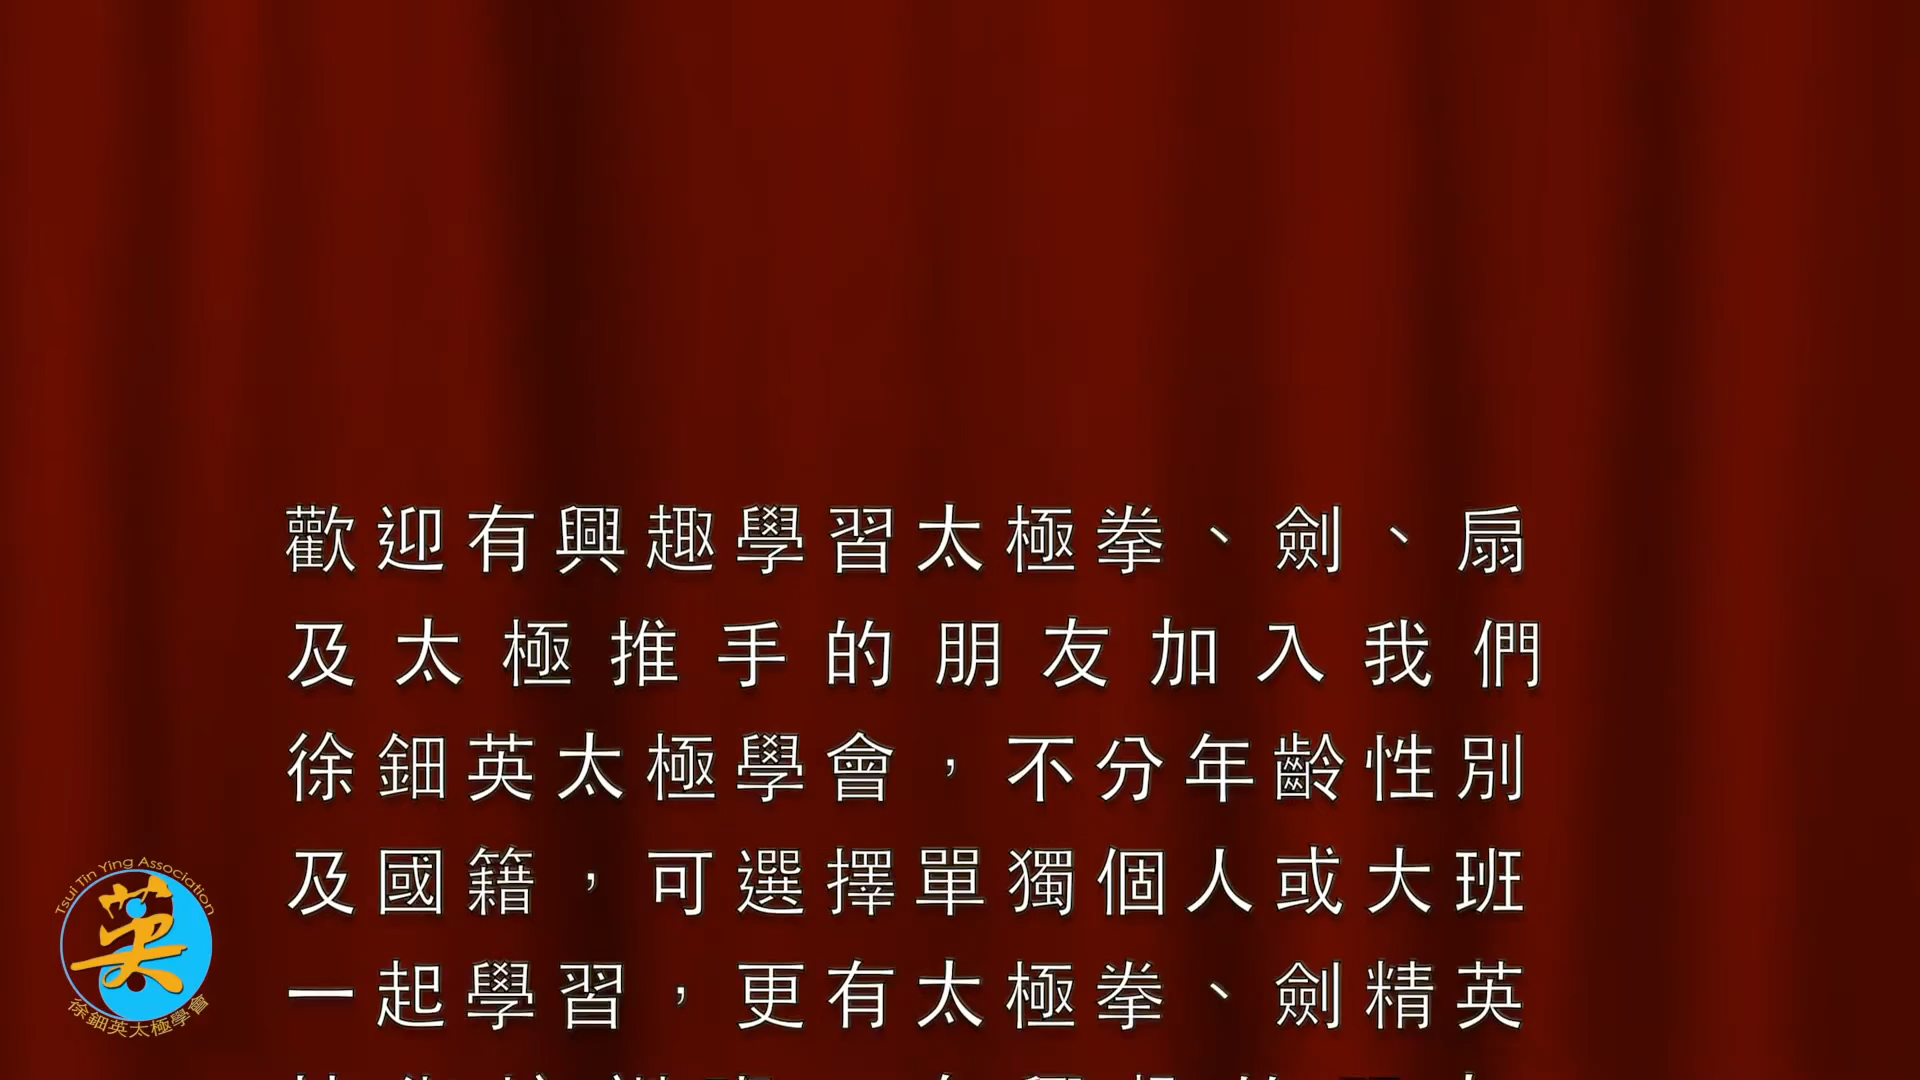 歡迎有興趣學習太極拳、劍、扇
及太極推手的朋友加入我們
徐鈿英太極學會，不分年齡性別
及國籍，可選擇單獨個人或大班
一起學習，更有太極拳、劍精英
Tsui Tin Ying Association
英
徐鈿英太極學會